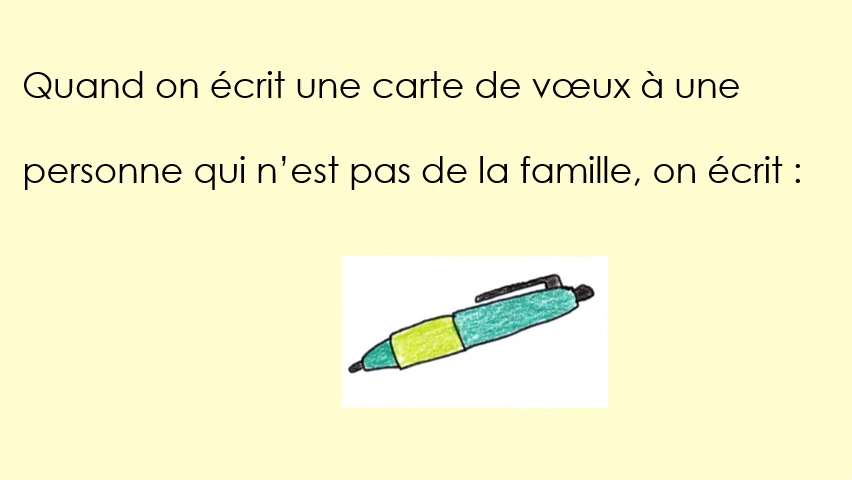 Quand on écrit une carte de vœux à une
personne qui n’est pas de la famille, on écrit :